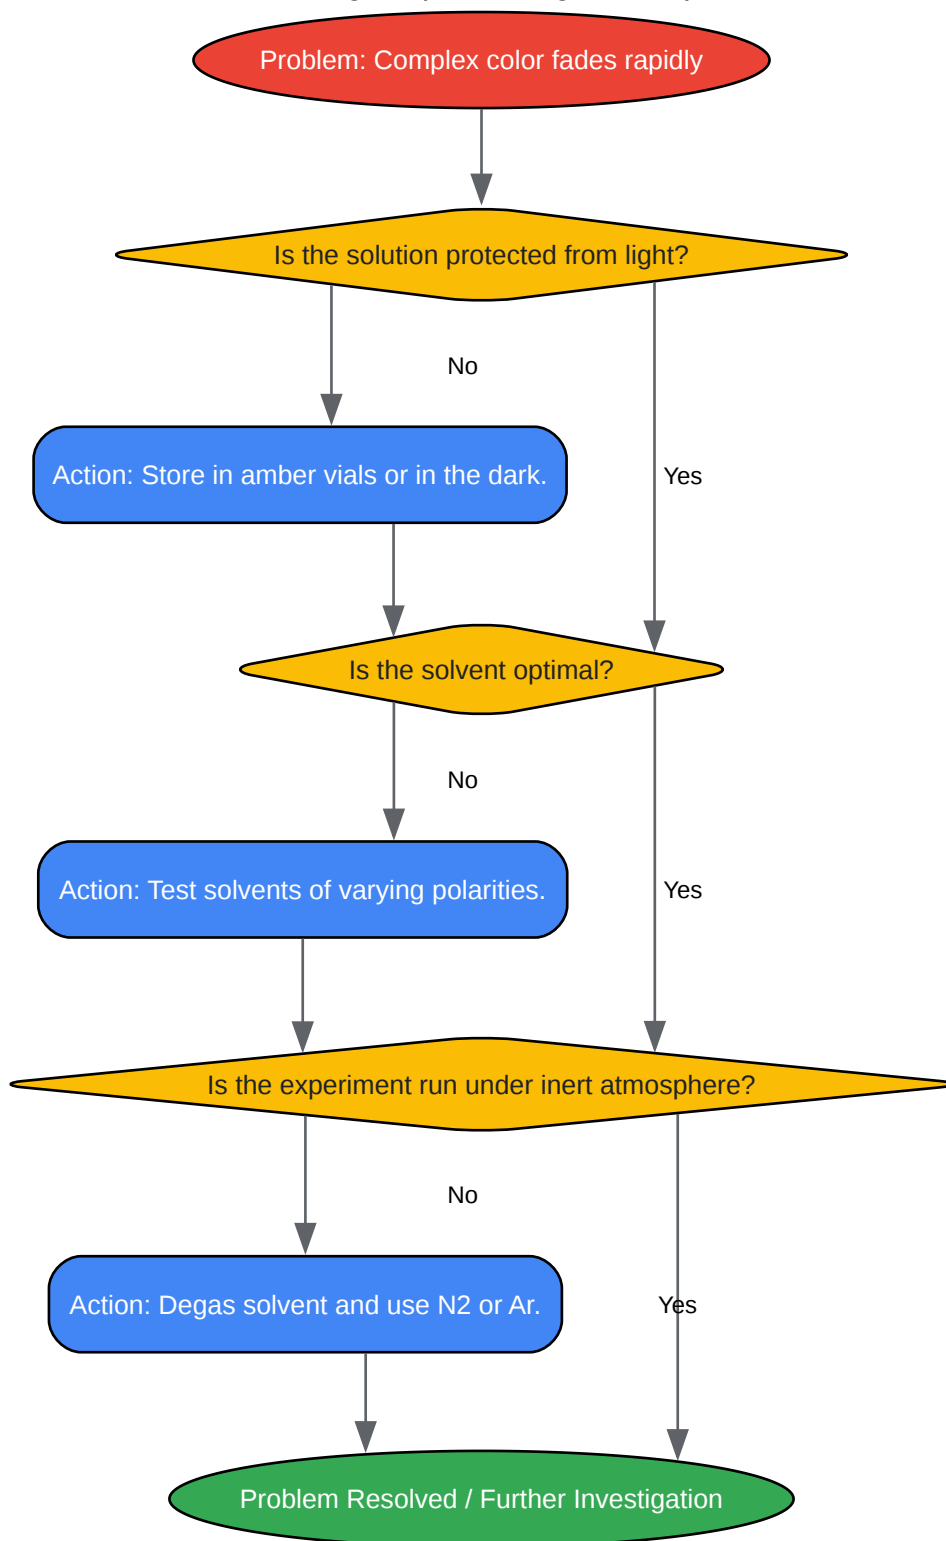 Problem: Complex color fades rapidly
Is the solution protected from light?
No
Action: Store in amber vials or in the dark.
Yes
Is the solvent optimal?
No
Action: Test solvents of varying polarities.
Yes
Is the experiment run under inert atmosphere?
No
Action: Degas solvent and use N2 or Ar.
Yes
Problem Resolved / Further Investigation